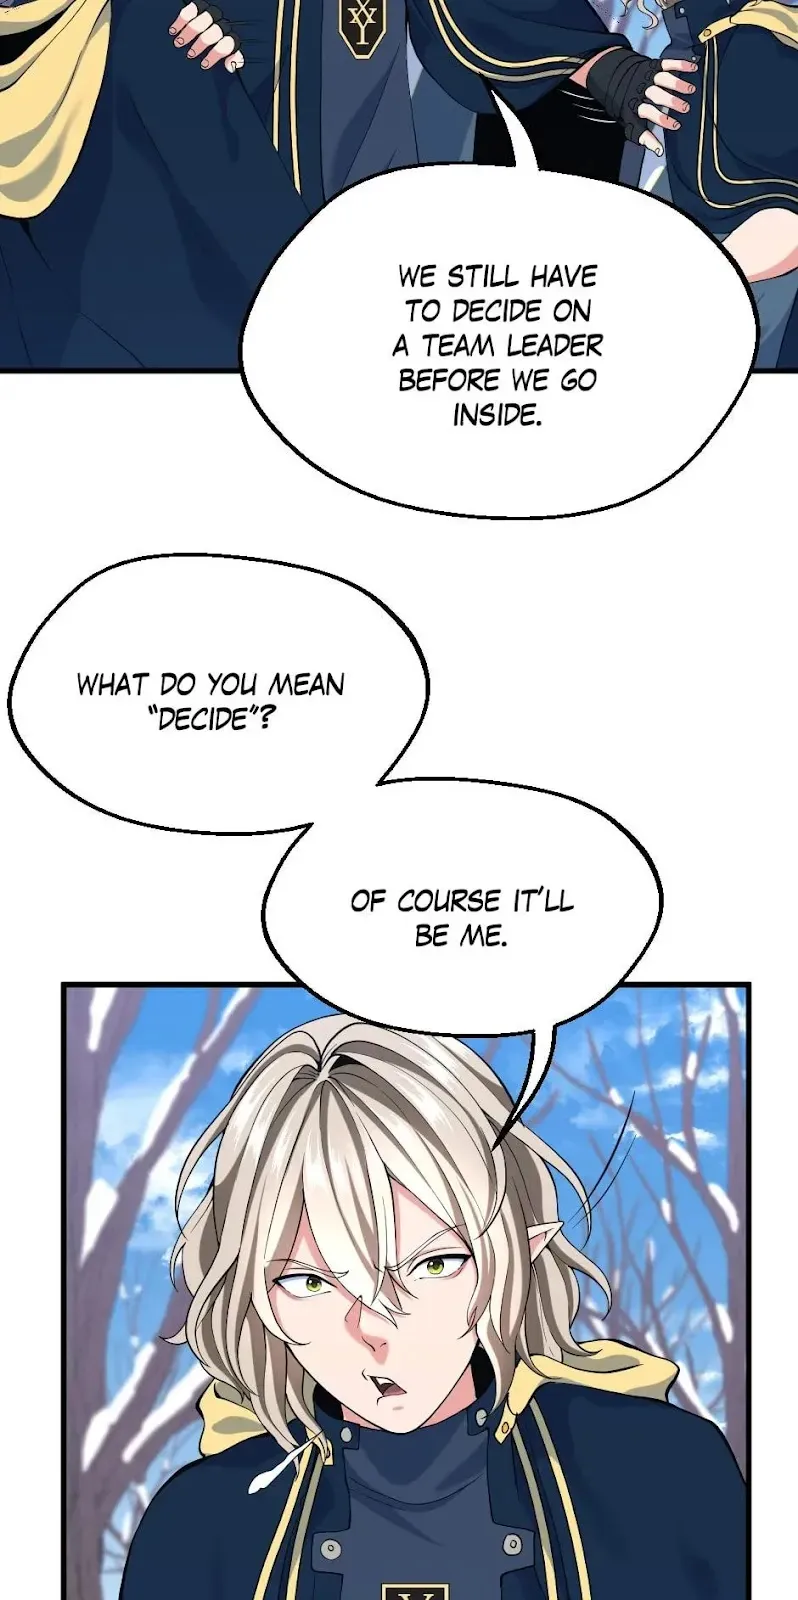 WE STILL HAVE
TO DECIDE ON
A TEAM LEADER
BEFORE WE GO
INSIDE.
WHAT DO YOU MEAN
"DECIDE"?
OF COURSE IT'LL
BE ME.